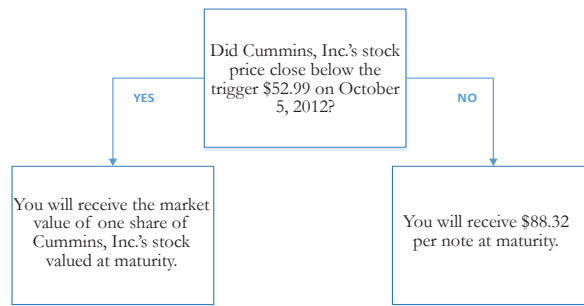 Did Cummins, Inc.'s stock
price close below the
trigger $52.99 on October
5, 2012?
YES
NO
You will receive the market
value of one share of
Cummins, Inc.'s stock
valued at maturity.
You will receive $88.32
per note at maturity.